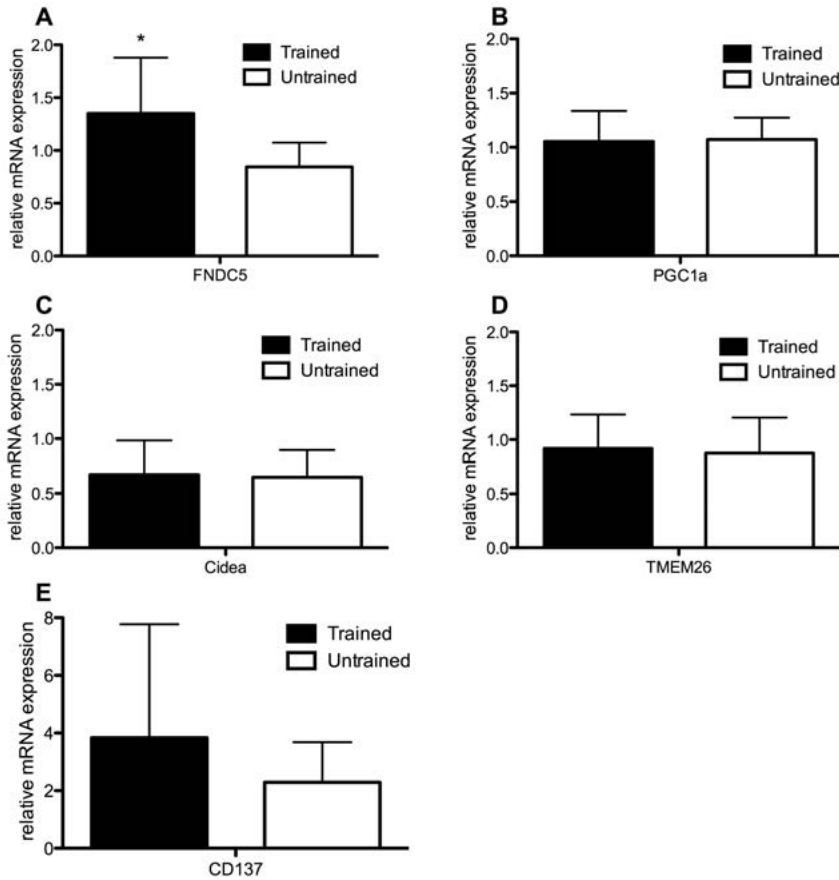 A
relative mRNA expression
2.0
1.5
1.0
0.5
0.0
*
Trained
Untrained
FNDC5
B
relative mRNA expression
2.0
1.5
1.0
0.5
0.0
Trained
Untrained
PGC1a
C
relative mRNA expression
2.0
1.5
1.0
0.5
0.0
Trained
Untrained
Cidea
D
relative mRNA expression
2.0
1.5
1.0
0.5
0.0
Trained
Untrained
TMEM26
E
relative mRNA expression
8
6
4
2
0
Trained
Untrained
CD137